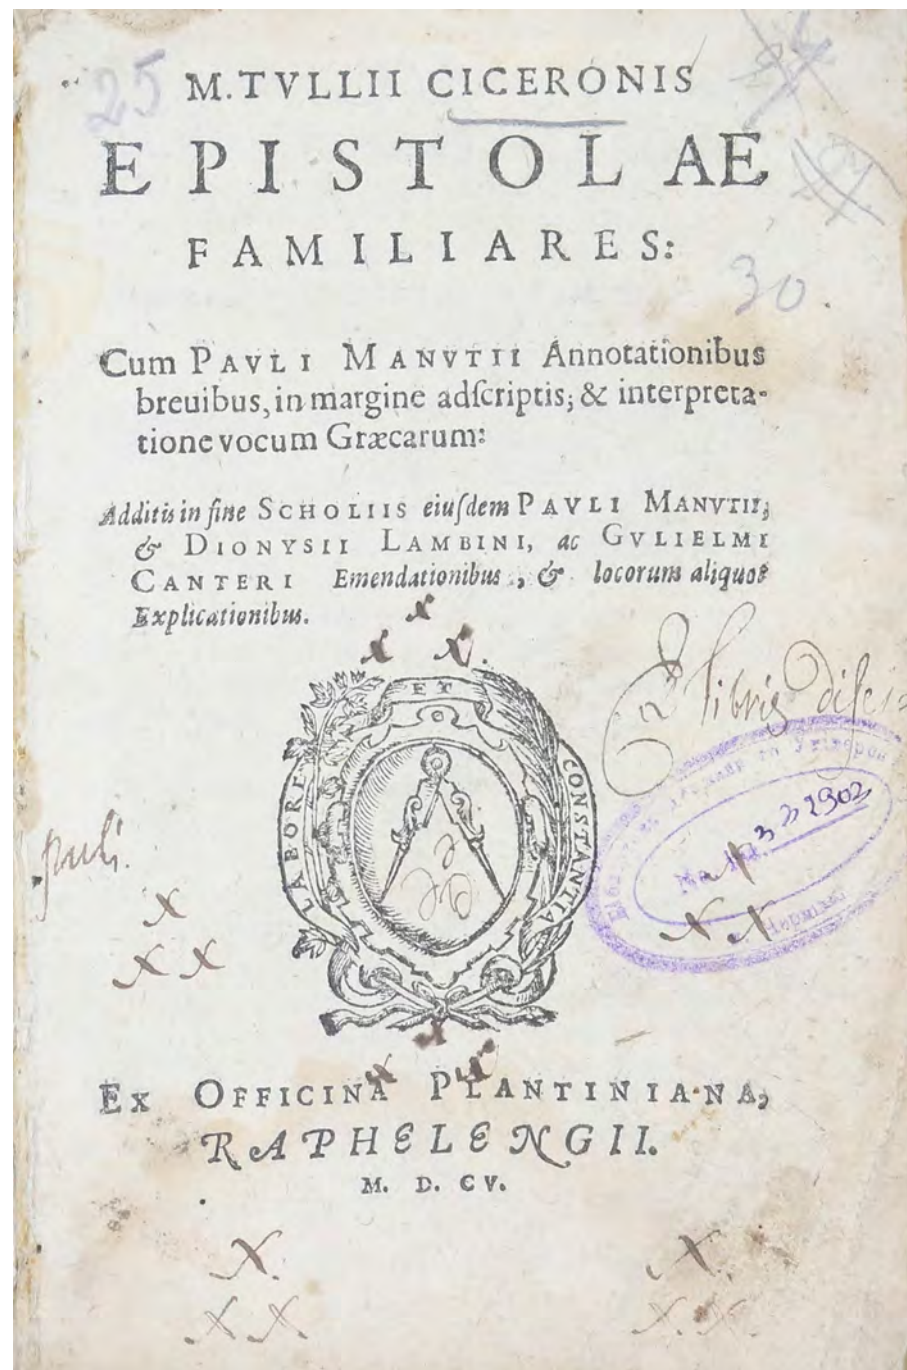 25
M. TVLLII CICERONIS
EPISTOLAE
FAMILIARES:
30.
Cum PAVLI MANVTII Annotationibus
breuibus, in margine adſcriptis; & interpreta-
tione vocum Græcarum:
Additis in fine SCHOLIIS eiuſdem PAVLI MANVTII;
& DIONYSII LAMBINI, ac GVLIELMI
CANTERI Emendationibus, & locorum aliquot
Explicationibus.
x
x x.
E libris
LABORE ET CONSTANTIA
pauli.
x
x x
x
x x
x
x x
EX OFFICINA PLANTINIANA,
RAPHELENGII.
M. D. CV.
x. x.
x x x. x.